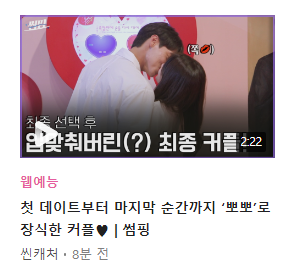 (쪽💋)
최종 선택 후
입맞춰버린(?) 최종 커플!
2:22
웹예능
첫 데이트부터 마지막 순간까지 ‘뽀뽀’로
장식한 커플♥ | 썸핑
씬캐처 · 8분 전